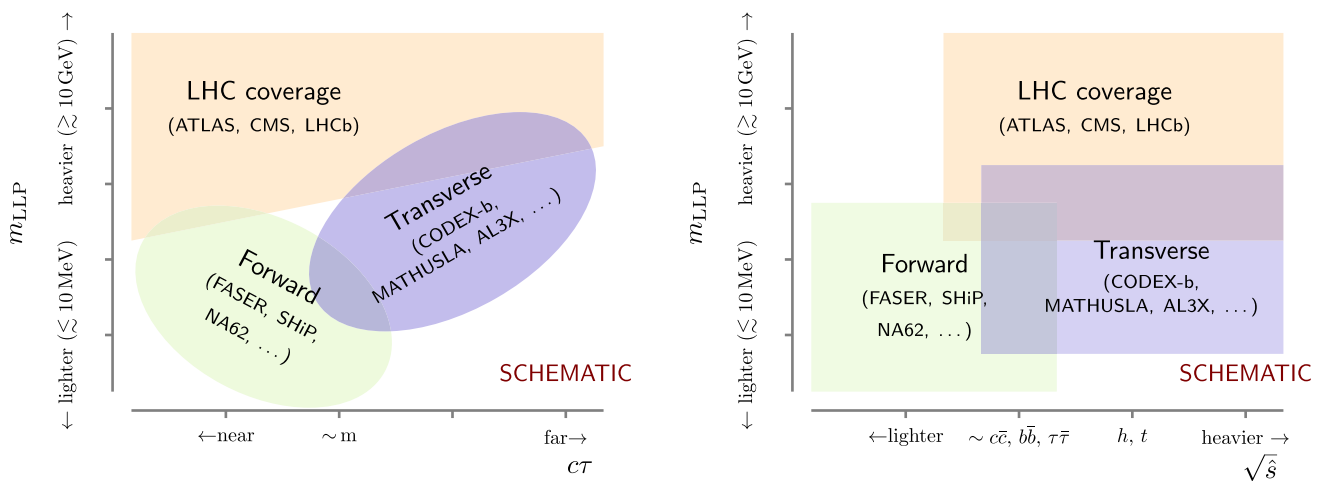 m_LLP
← lighter (≲ 10 MeV)
heavier (≳ 10 GeV) →
LHC coverage
(ATLAS, CMS, LHCb)
Transverse
(CODEX-b,
MATHUSLA, AL3X, ...)
Forward
(FASER, SHiP,
NA62, ...)
SCHEMATIC
←near
∼ m
far→
cτ
m_LLP
← lighter (≲ 10 MeV)
heavier (≳ 10 GeV) →
LHC coverage
(ATLAS, CMS, LHCb)
Forward
(FASER, SHiP,
NA62, ...)
Transverse
(CODEX-b,
MATHUSLA, AL3X, ...)
SCHEMATIC
←lighter
∼ cc̄, bb̄, ττ̄
h, t
heavier →
√ŝ